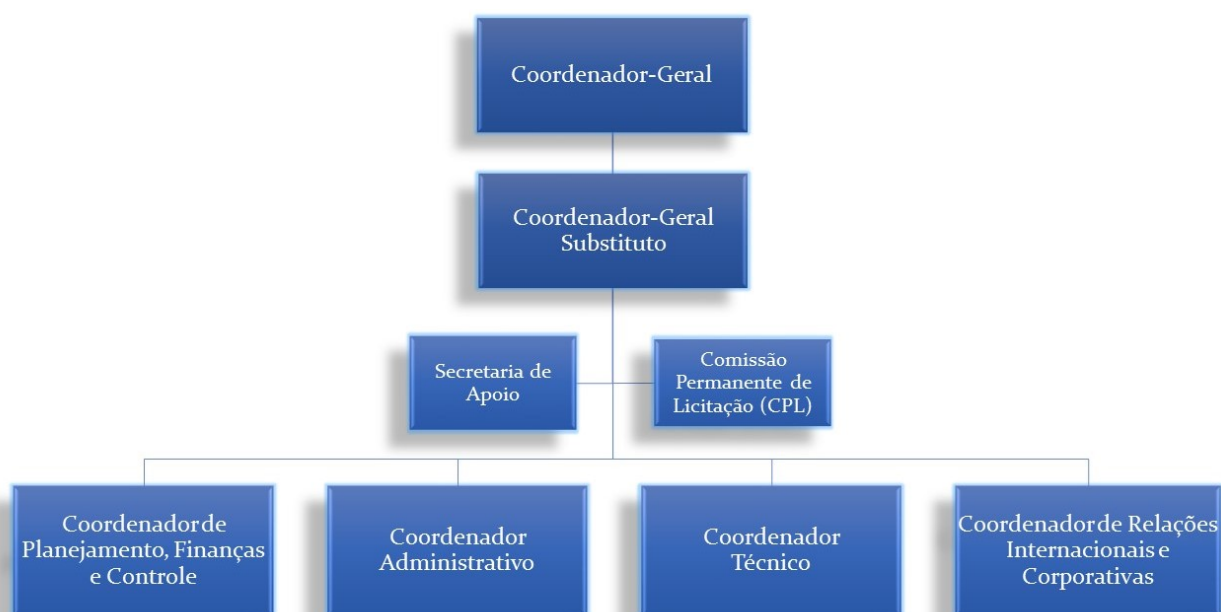 Coordenador-Geral
Coordenador-Geral
Substituto
Secretaria de
Apoio
Comissão
Permanente de
Licitação (CPL)
Coordenador de
Planejamento, Finanças
e Controle
Coordenador
Administrativo
Coordenador
Técnico
Coordenador de Relações
Internacionais e
Corporativas